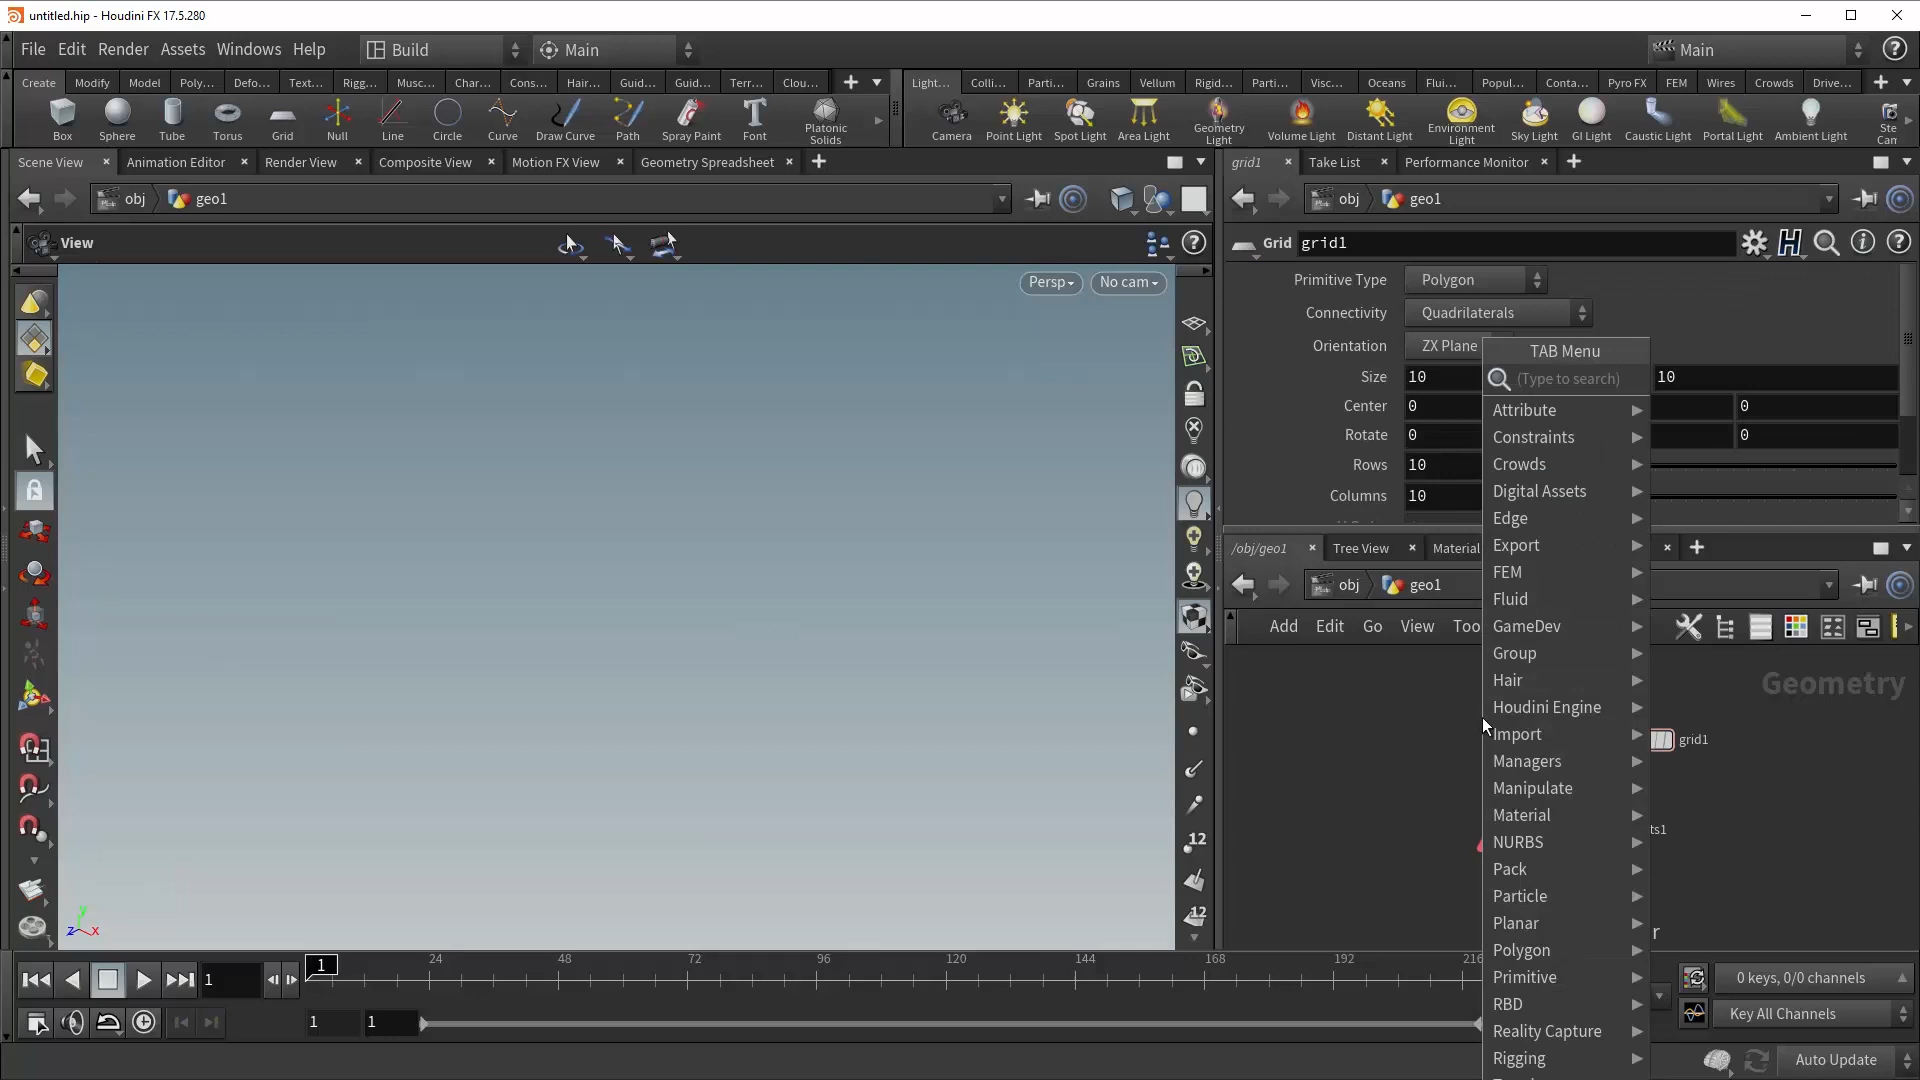 untitled.hip - Houdini FX 17.5.280
File Edit Render Assets Windows Help Build Main Main
Create Modify Model Poly... Defo... Text... Rigg... Musc... Char... Cons... Hair... Guid... Guid... Terr... Clou...
Light... Colli... Parti... Grains Vellum Rigid... Parti... Visc... Oceans Flui... Popul... Conta... Pyro FX FEM Wires Crowds Drive...
Box Sphere Tube Torus Grid Null Line Circle Curve Draw Curve Path Spray Paint Font Platonic Solids
Camera Point Light Spot Light Area Light Geometry Light Volume Light Distant Light Environment Light Sky Light GI Light Caustic Light Portal Light Ambient Light Ste Cam
Scene View Animation Editor Render View Composite View Motion FX View Geometry Spreadsheet
grid1 Take List Performance Monitor
obj geo1
obj geo1
View
Grid grid1
Persp No cam
Primitive Type Polygon
Connectivity Quadrilaterals
Orientation ZX Plane
Size 10 10
Center 0 0
Rotate 0 0
Rows 10
Columns 10
TAB Menu
(Type to search)
Attribute
Constraints
Crowds
Digital Assets
Edge
Export
FEM
Fluid
GameDev
Group
Hair
Houdini Engine
Import
Managers
Manipulate
Material
NURBS
Pack
Particle
Planar
Polygon
Primitive
RBD
Reality Capture
Rigging
/obj/geo1 Tree View Material
obj geo1
Add Edit Go View Too
Geometry
grid1
ts1
r
12
12
y
z x
1 24 48 72 96 120 144 168 192 216
1
1 1
0 keys, 0/0 channels
Key All Channels
Auto Update